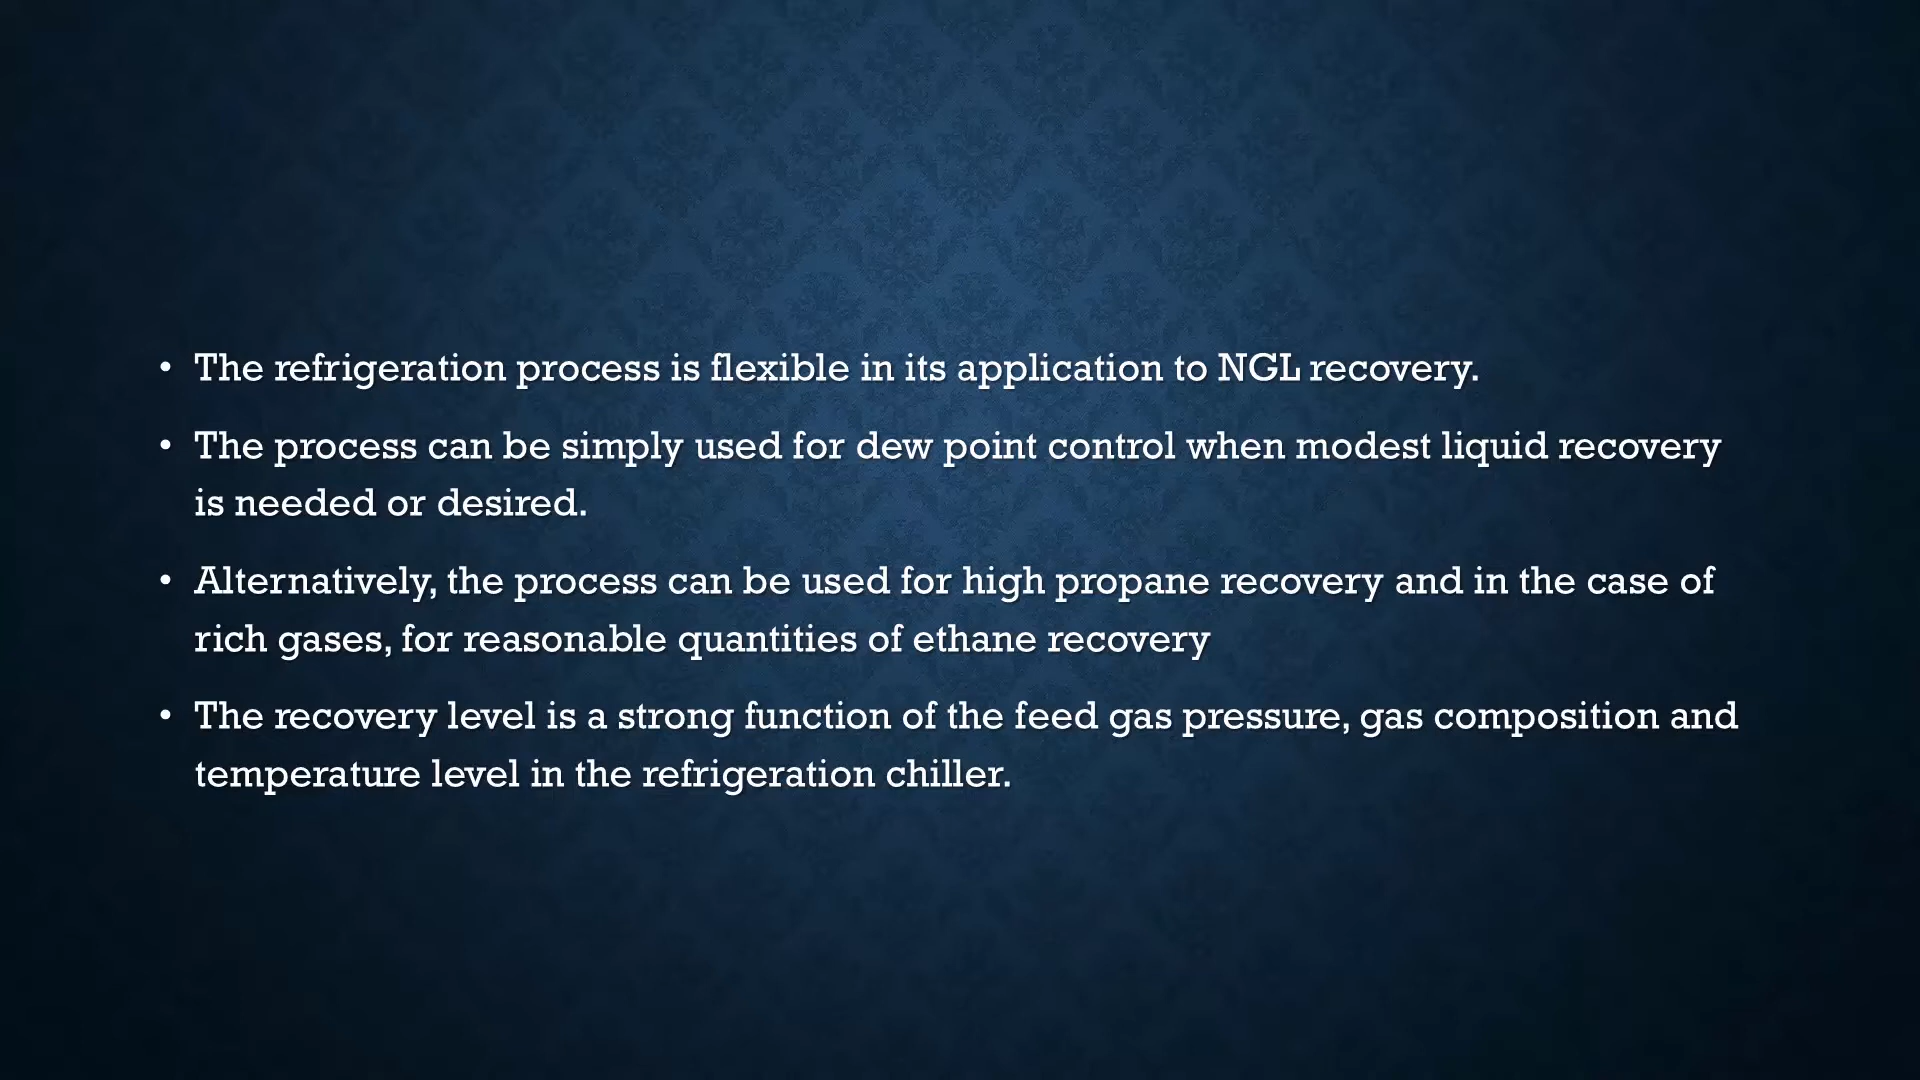 • The refrigeration process is flexible in its application to NGL recovery.
• The process can be simply used for dew point control when modest liquid recovery
is needed or desired.
• Alternatively, the process can be used for high propane recovery and in the case of
rich gases, for reasonable quantities of ethane recovery
• The recovery level is a strong function of the feed gas pressure, gas composition and
temperature level in the refrigeration chiller.